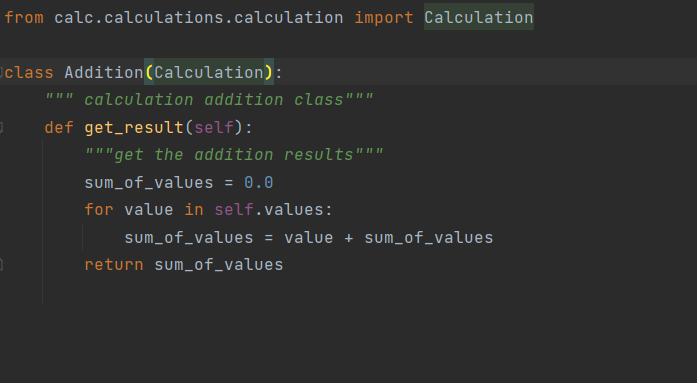 from calc.calculations.calculation import Calculation
class Addition(Calculation):
""" calculation addition class"""
def get_result(self):
"""get the addition results"""
sum_of_values = 0.0
for value in self.values:
sum_of_values = value + sum_of_values
return sum_of_values